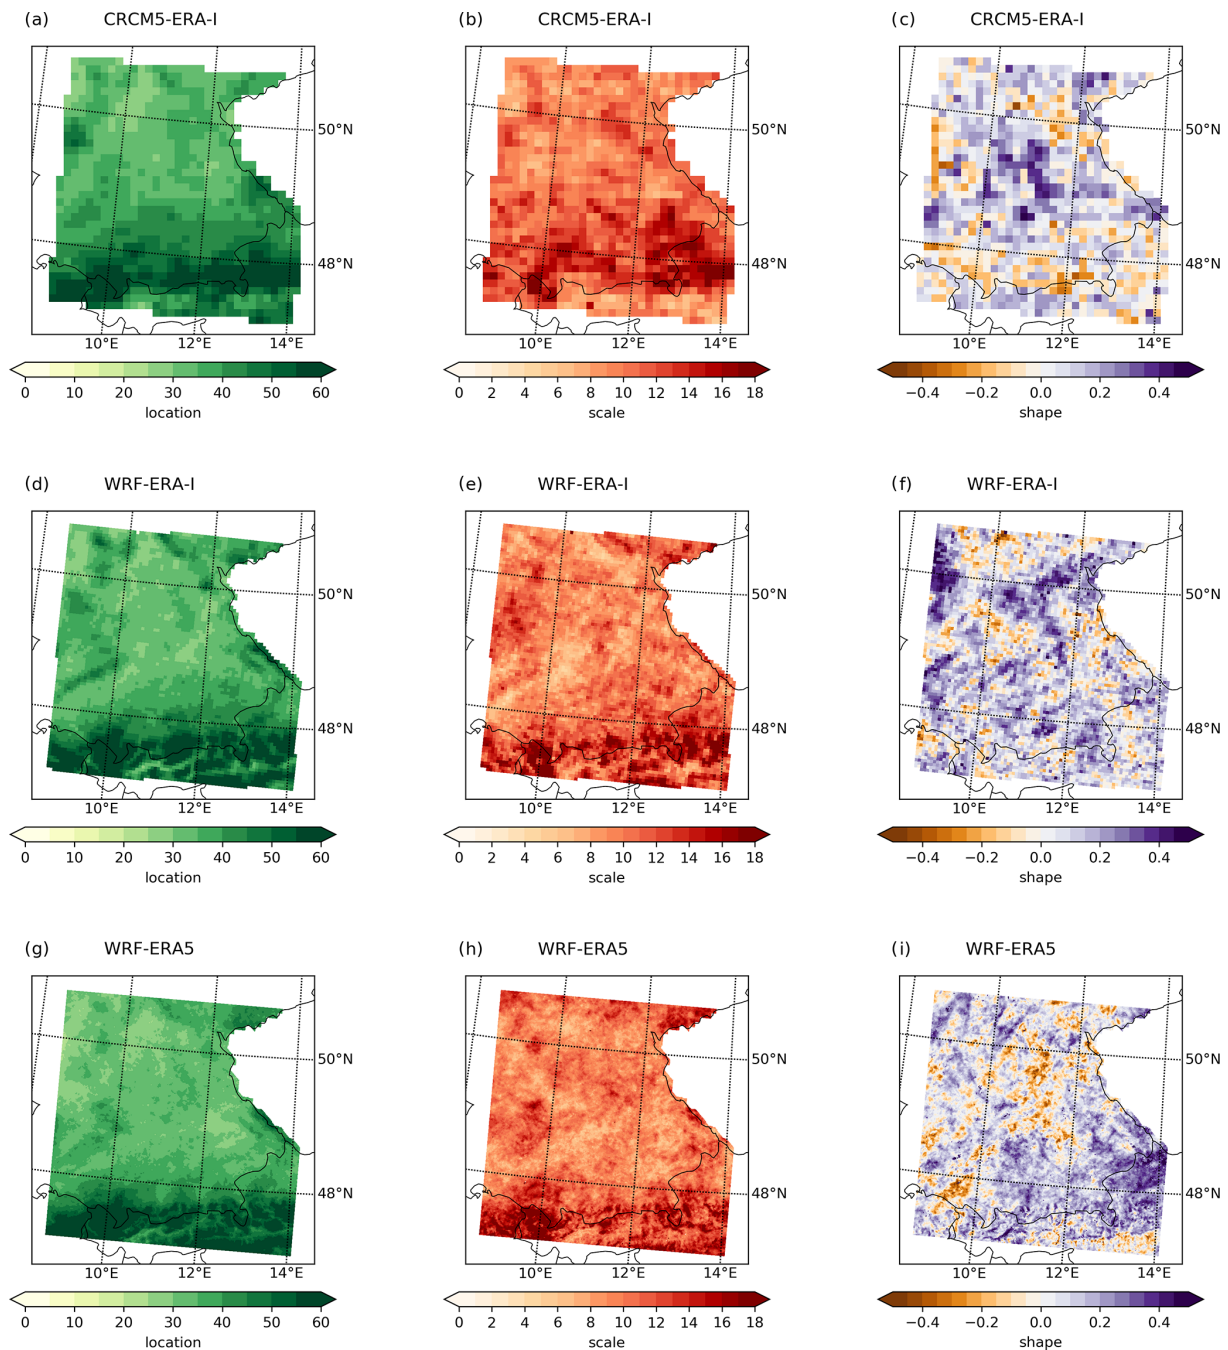 (a) CRCM5-ERA-I (b) CRCM5-ERA-I (c) CRCM5-ERA-I
50°N 50°N 50°N
48°N 48°N 48°N
10°E 12°E 14°E 10°E 12°E 14°E 10°E 12°E 14°E
0 10 20 30 40 50 60 0 2 4 6 8 10 12 14 16 18 −0.4 −0.2 0.0 0.2 0.4
location scale shape
(d) WRF-ERA-I (e) WRF-ERA-I (f) WRF-ERA-I
50°N 50°N 50°N
48°N 48°N 48°N
10°E 12°E 14°E 10°E 12°E 14°E 10°E 12°E 14°E
0 10 20 30 40 50 60 0 2 4 6 8 10 12 14 16 18 −0.4 −0.2 0.0 0.2 0.4
location scale shape
(g) WRF-ERA5 (h) WRF-ERA5 (i) WRF-ERA5
50°N 50°N 50°N
48°N 48°N 48°N
10°E 12°E 14°E 10°E 12°E 14°E 10°E 12°E 14°E
0 10 20 30 40 50 60 0 2 4 6 8 10 12 14 16 18 −0.4 −0.2 0.0 0.2 0.4
location scale shape